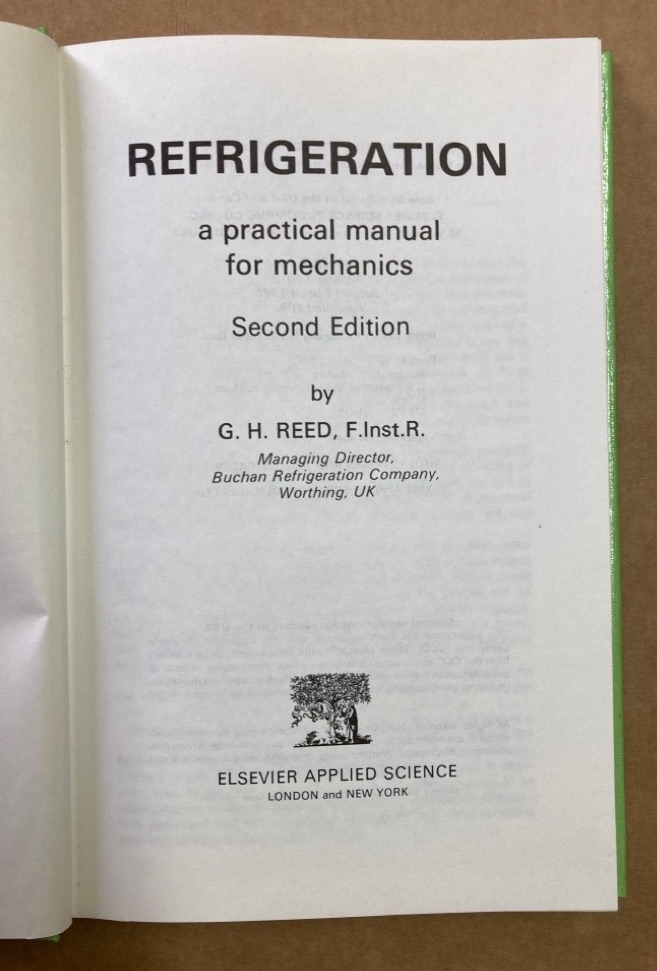 REFRIGERATION
a practical manual
for mechanics
Second Edition
by
G. H. REED, F.Inst.R.
Managing Director,
Buchan Refrigeration Company,
Worthing, UK
ELSEVIER APPLIED SCIENCE
LONDON and NEW YORK